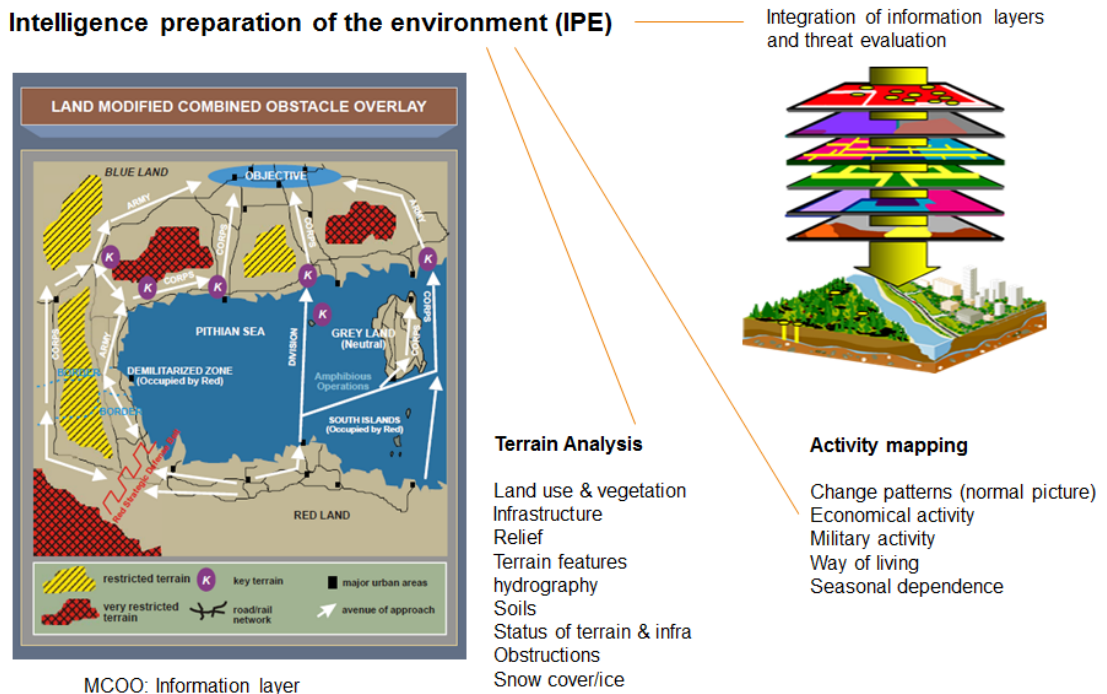 Intelligence preparation of the environment (IPE)
Integration of information layers
and threat evaluation
LAND MODIFIED COMBINED OBSTACLE OVERLAY
BLUE LAND
OBJECTIVE
ARMY
ARMY
CORPS
CORPS
K
K
K
K
K
K
CORPS
PITHIAN SEA
GREY LAND
(Neutral)
CORPS
CORPS
CORPS
ARMY
DIVISION
DEMILITARIZED ZONE
(Occupied by Red)
Amphibious
Operations
BORDER
BORDER
SOUTH ISLANDS
(Occupied by Red)
RED LAND
restricted terrain
K
key terrain
major urban areas
very restricted
terrain
road/rail
network
avenue of approach
MCOO: Information layer
Terrain Analysis
Land use & vegetation
Infrastructure
Relief
Terrain features
hydrography
Soils
Status of terrain & infra
Obstructions
Snow cover/ice
Activity mapping
Change patterns (normal picture)
Economical activity
Military activity
Way of living
Seasonal dependence